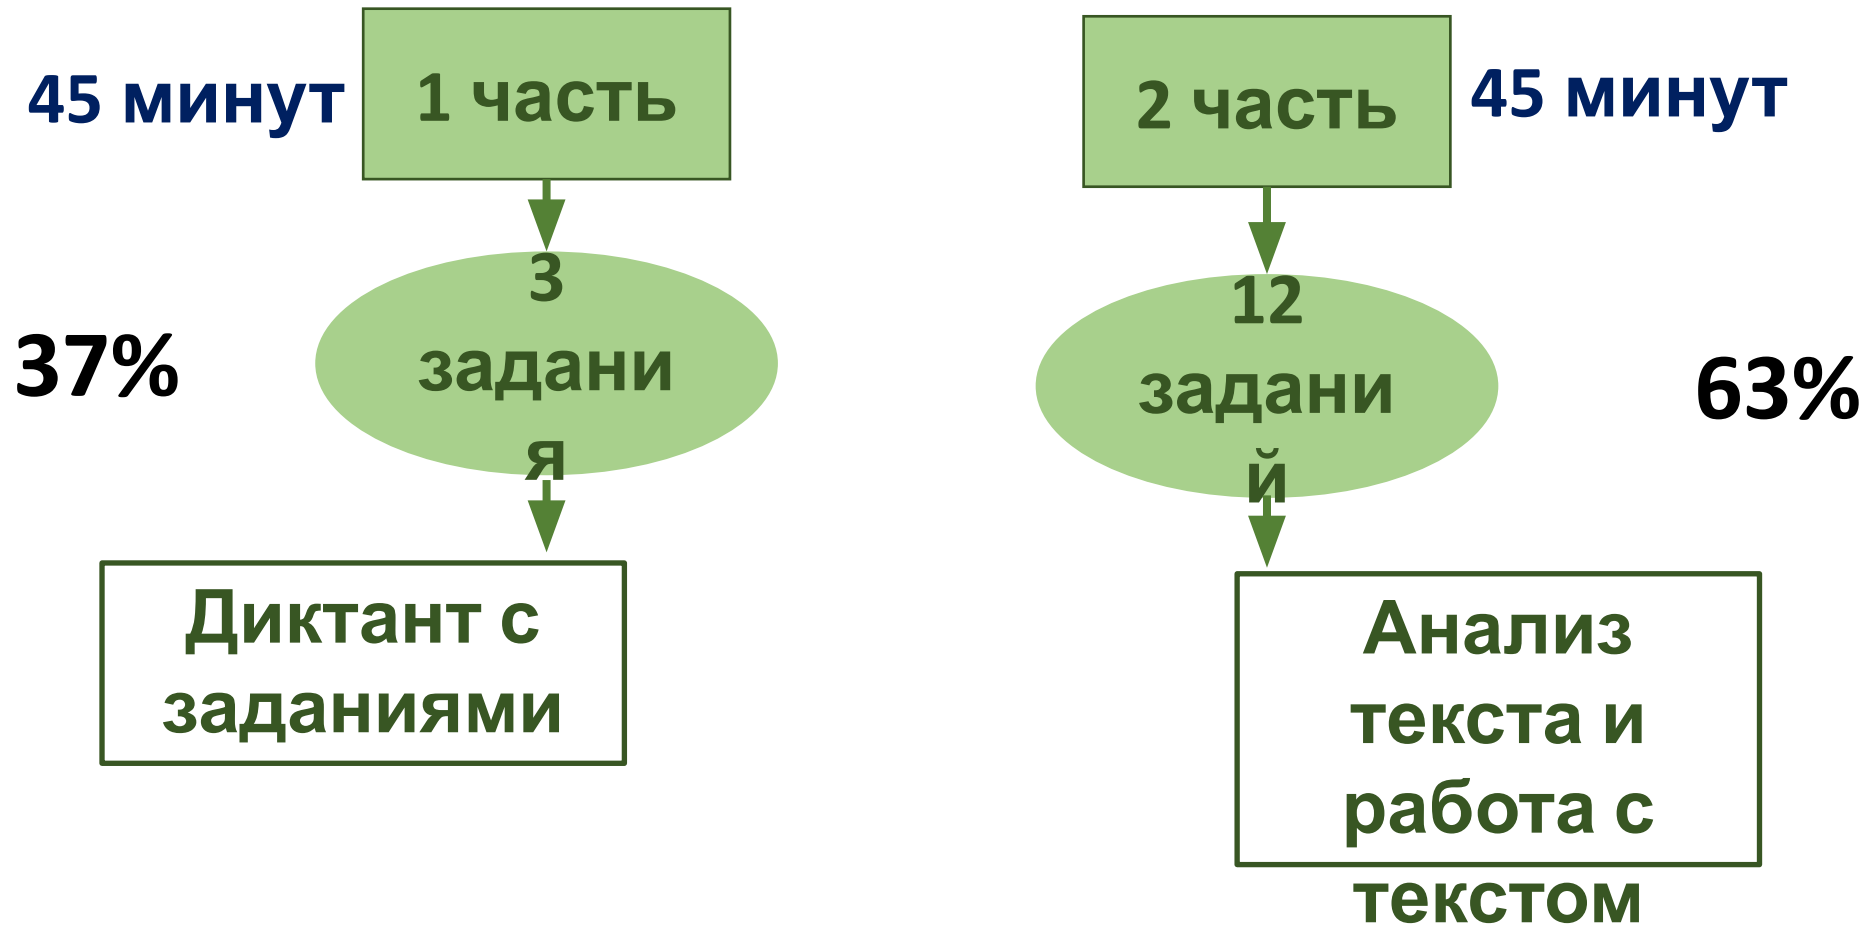 45 минут
1 часть
3
задани
я
37%
Диктант с
заданиями
2 часть
45 минут
12
задани
й
63%
Анализ
текста и
работа с
текстом